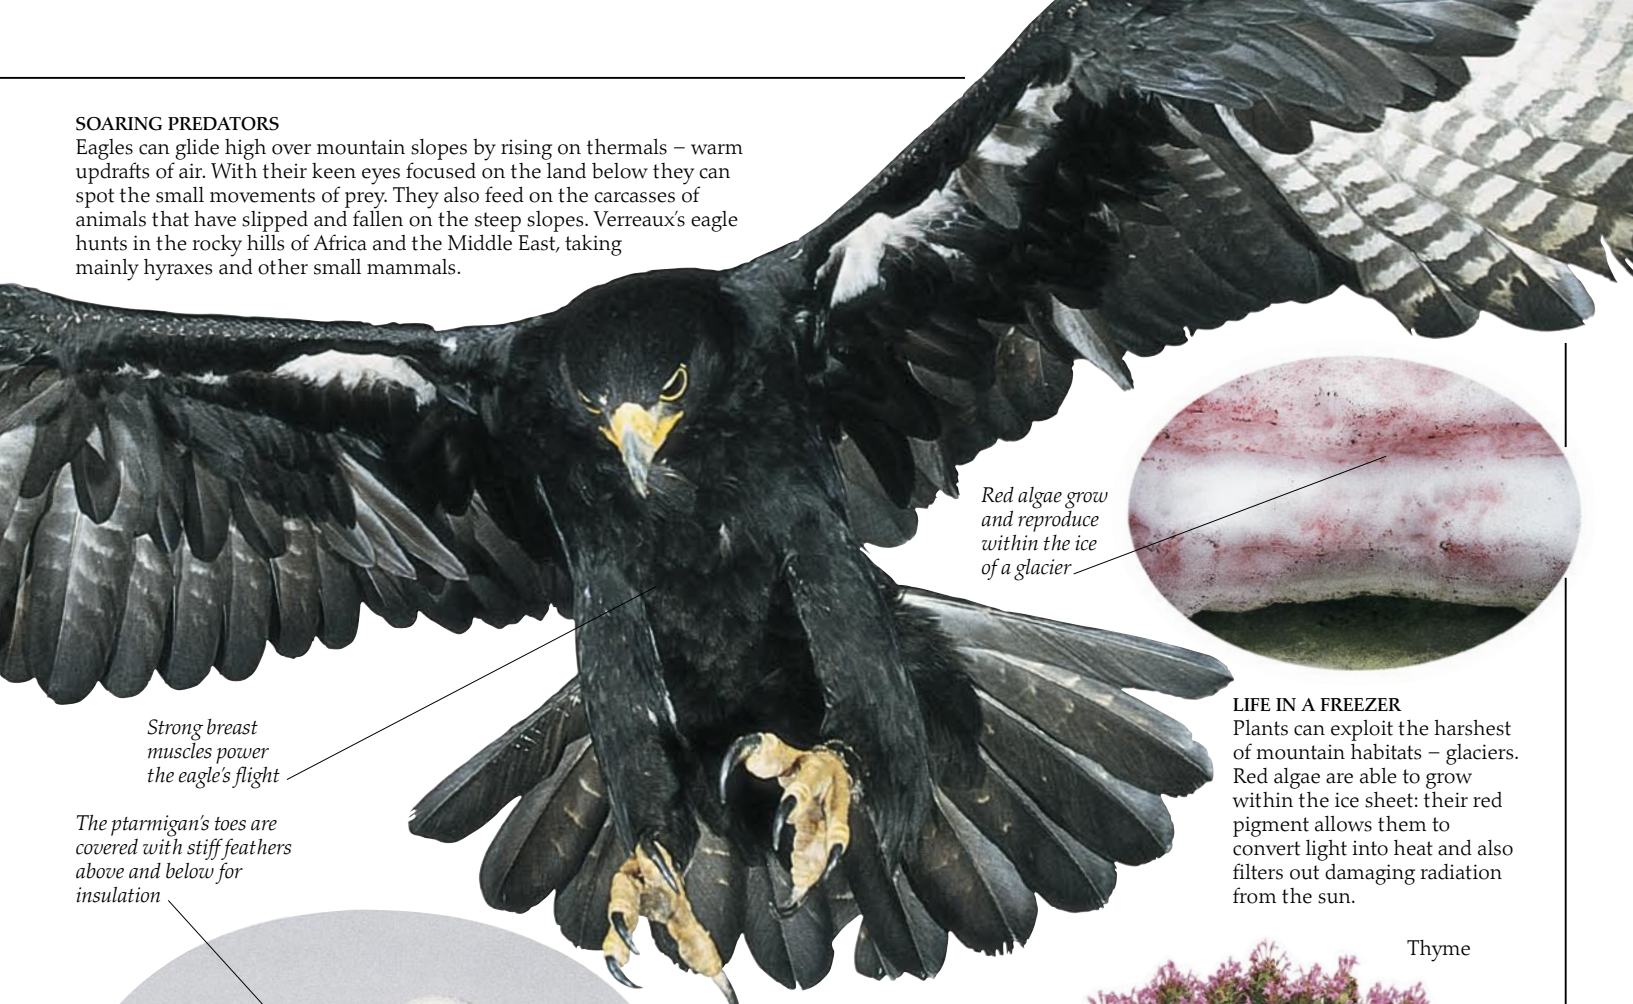 SOARING PREDATORS
Eagles can glide high over mountain slopes by rising on thermals – warm
updrafts of air. With their keen eyes focused on the land below they can
spot the small movements of prey. They also feed on the carcasses of
animals that have slipped and fallen on the steep slopes. Verreaux's eagle
hunts in the rocky hills of Africa and the Middle East, taking
mainly hyraxes and other small mammals.
Red algae grow
and reproduce
within the ice
of a glacier
Strong breast
muscles power
the eagle's flight
The ptarmigan's toes are
covered with stiff feathers
above and below for
insulation
LIFE IN A FREEZER
Plants can exploit the harshest
of mountain habitats – glaciers.
Red algae are able to grow
within the ice sheet: their red
pigment allows them to
convert light into heat and also
filters out damaging radiation
from the sun.
Thyme